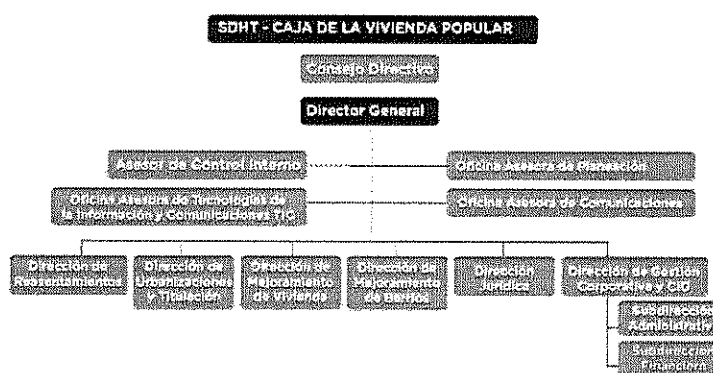 SDHT - CAJA DE LA VIVIENDA POPULAR
Consejo Directivo
Director General
Asesor de Control Interno
Oficina Asesora de Planeación
Oficina Asesora de Tecnologías de
la Información y Comunicaciones TIC
Oficina Asesora de Comunicaciones
Dirección de
Reasentamientos
Dirección de
Urbanizaciones
y Titulación
Dirección de
Mejoramiento
de Vivienda
Dirección de
Mejoramiento
de Barrios
Dirección
Jurídica
Dirección de Gestión
Corporativa y CID
Subdirección
Administrativ
Subdirección
Financiera